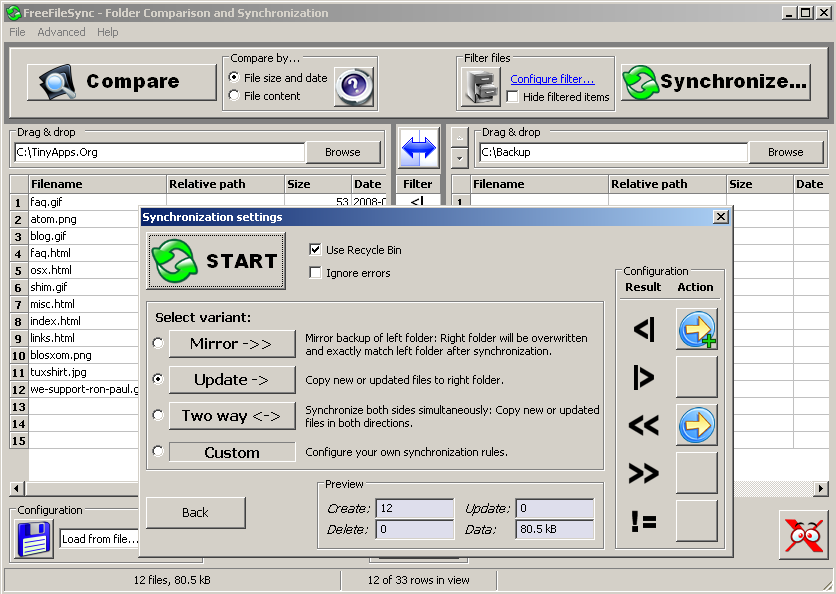 FreeFileSync - Folder Comparison and Synchronization
File Advanced Help
Compare
Compare by...
File size and date
File content
Filter files
Configure filter...
Hide filtered items
Synchronize...
Drag & drop
C:\TinyApps.Org
Browse
Drag & drop
C:\Backup
Browse
Filename Relative path Size Date Filter Filename Relative path Size Date
1 faq.gif 53 2008-0 <| 1
2 atom.png
3 blog.gif
4 faq.html
5 osx.html
6 shim.gif
7 misc.html
8 index.html
9 links.html
10 blosxom.png
11 tuxshirt.jpg
12 we-support-ron-paul.g
13
14
15
Synchronization settings
START
Use Recycle Bin
Ignore errors
Select variant:
Mirror ->>
Mirror backup of left folder: Right folder will be overwritten
and exactly match left folder after synchronization.
Update ->
Copy new or updated files to right folder.
Two way <->
Synchronize both sides simultaneously: Copy new or updated
files in both directions.
Custom
Configure your own synchronization rules.
Back
Preview
Create: 12 Update: 0
Delete: 0 Data: 80.5 kB
Configuration
Result Action
<|
|>
<<
>>
!=
Configuration
Load from file...
12 files, 80.5 kB
12 of 33 rows in view